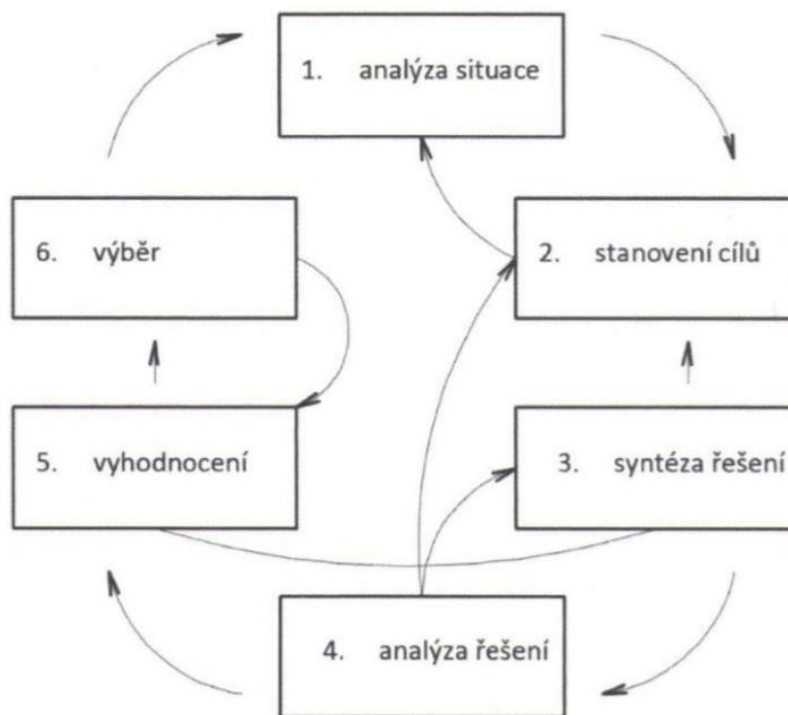 1. analýza situace
2. stanovení cílů
3. syntéza řešení
4. analýza řešení
5. vyhodnocení
6. výběr